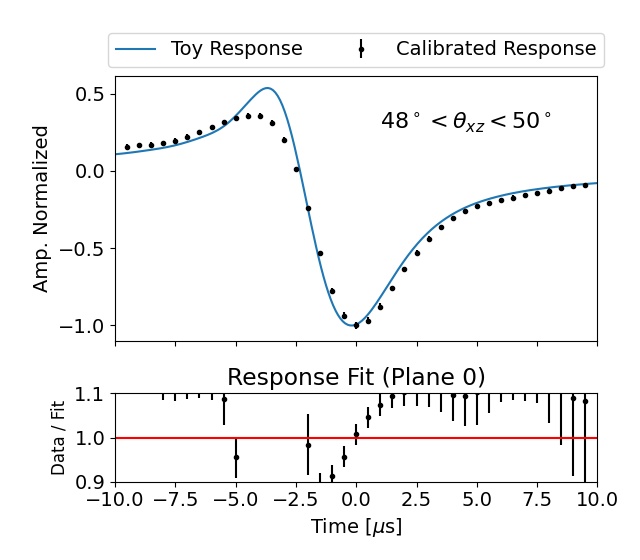 Toy Response Calibrated Response
0.5
0.0
−0.5
−1.0
Amp. Normalized
48° < θxz < 50°
Response Fit (Plane 0)
1.1
1.0
0.9
Data / Fit
−10.0 −7.5 −5.0 −2.5 0.0 2.5 5.0 7.5 10.0
Time [μs]